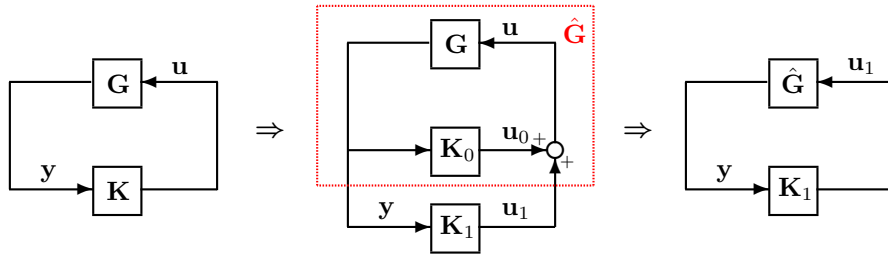 G
u
y
K
⇒
Ĝ
G
u
K₀
u₀ +
+
y
K₁
u₁
⇒
Ĝ
u₁
y
K₁